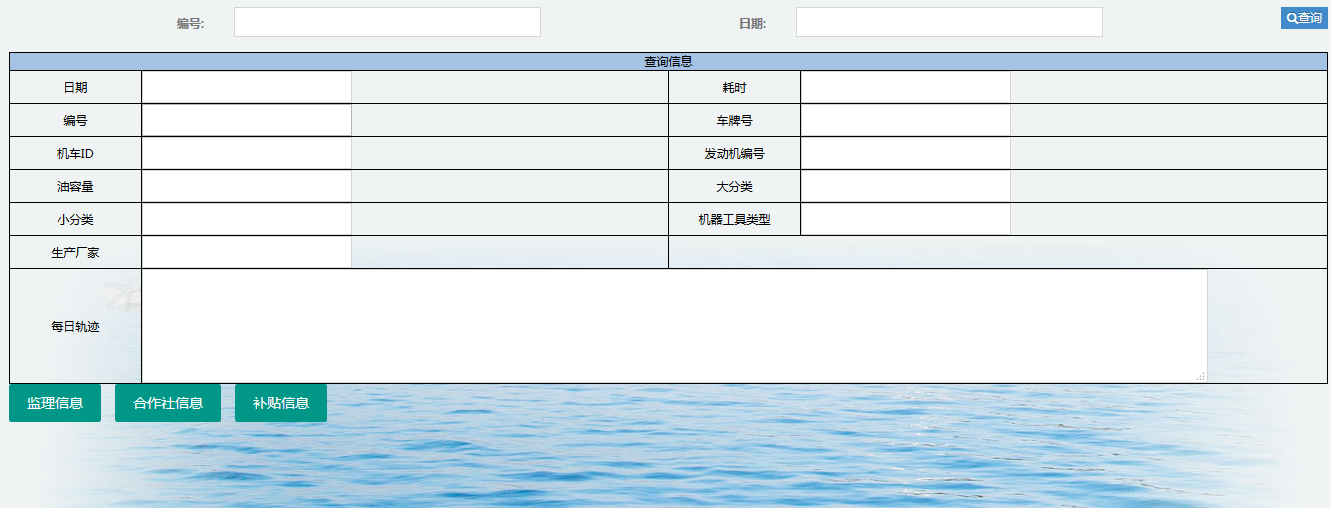 编号: 日期: 查询
查询信息
日期 耗时
编号 车牌号
机车ID 发动机编号
油容量 大分类
小分类 机器工具类型
生产厂家
每日轨迹
监理信息 合作社信息 补贴信息